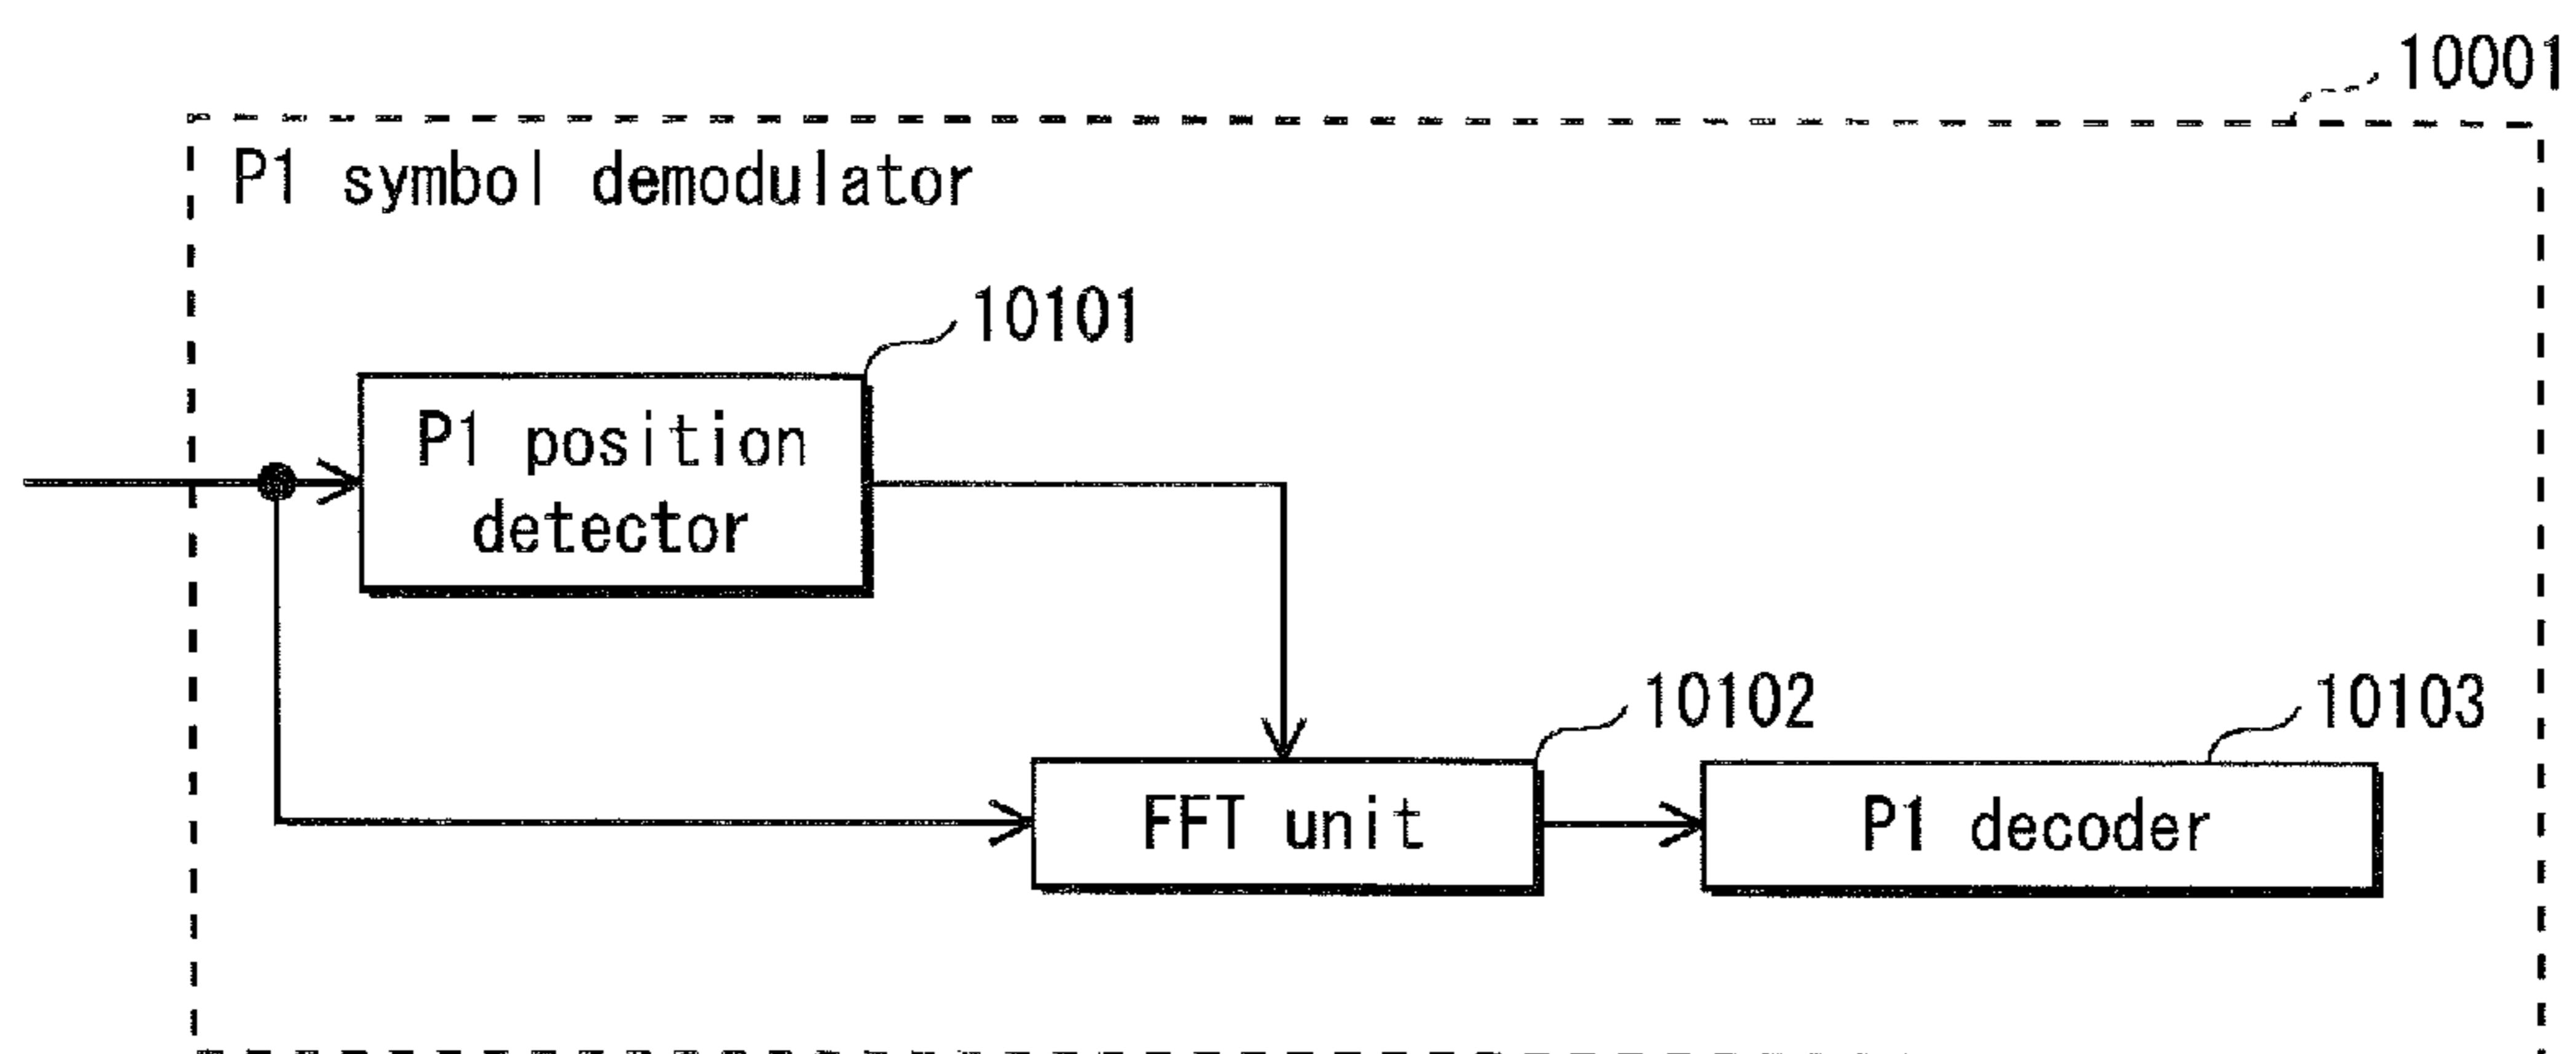 10001
P1 symbol demodulator
10101
P1 position
detector
10102
10103
FFT unit
P1 decoder